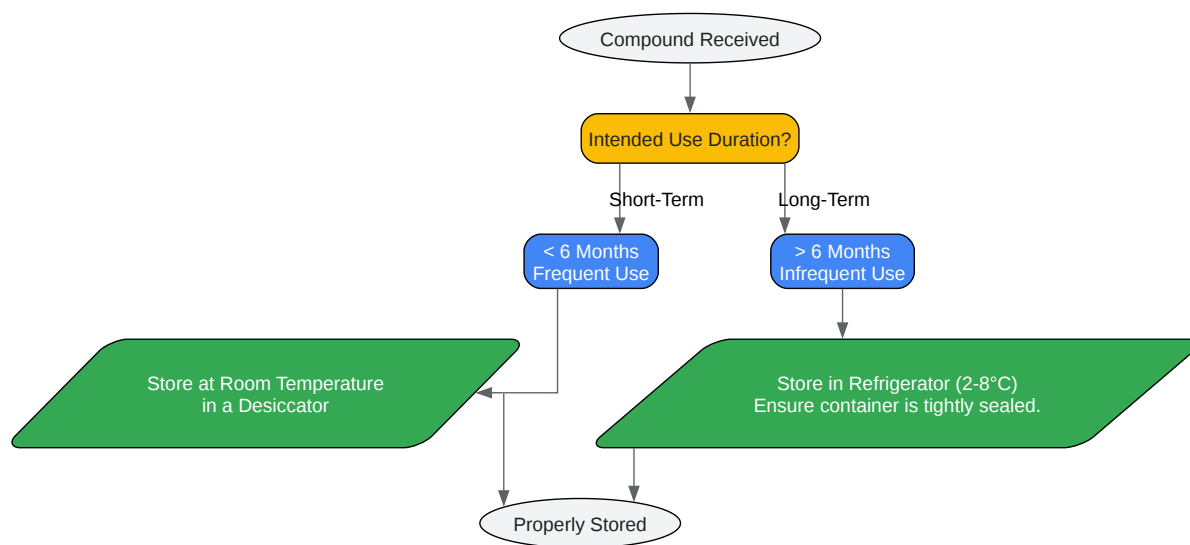 Compound Received
Intended Use Duration?
Short-Term
Long-Term
< 6 Months
Frequent Use
> 6 Months
Infrequent Use
Store at Room Temperature
in a Desiccator
Store in Refrigerator (2-8°C)
Ensure container is tightly sealed.
Properly Stored